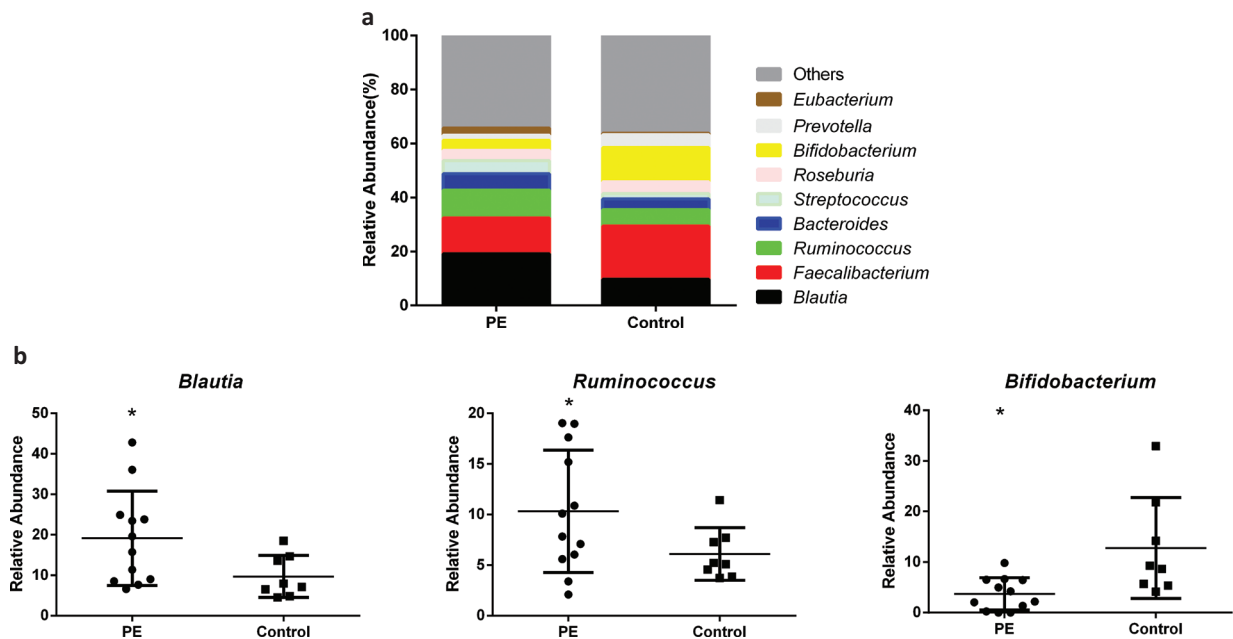 a
100
80
60
40
20
0
Relative Abundance(%)
PE Control
Others
Eubacterium
Prevotella
Bifidobacterium
Roseburia
Streptococcus
Bacteroides
Ruminococcus
Faecalibacterium
Blautia
b
Blautia
50
40
30
20
10
0
Relative Abundance
*
PE Control
Ruminococcus
20
15
10
5
0
Relative Abundance
*
PE Control
Bifidobacterium
40
30
20
10
0
Relative Abundance
*
PE Control